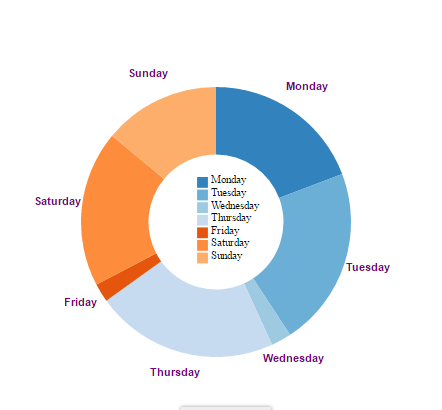 Sunday
Monday
Saturday
Tuesday
Friday
Wednesday
Thursday
Monday
Tuesday
Wednesday
Thursday
Friday
Saturday
Sunday